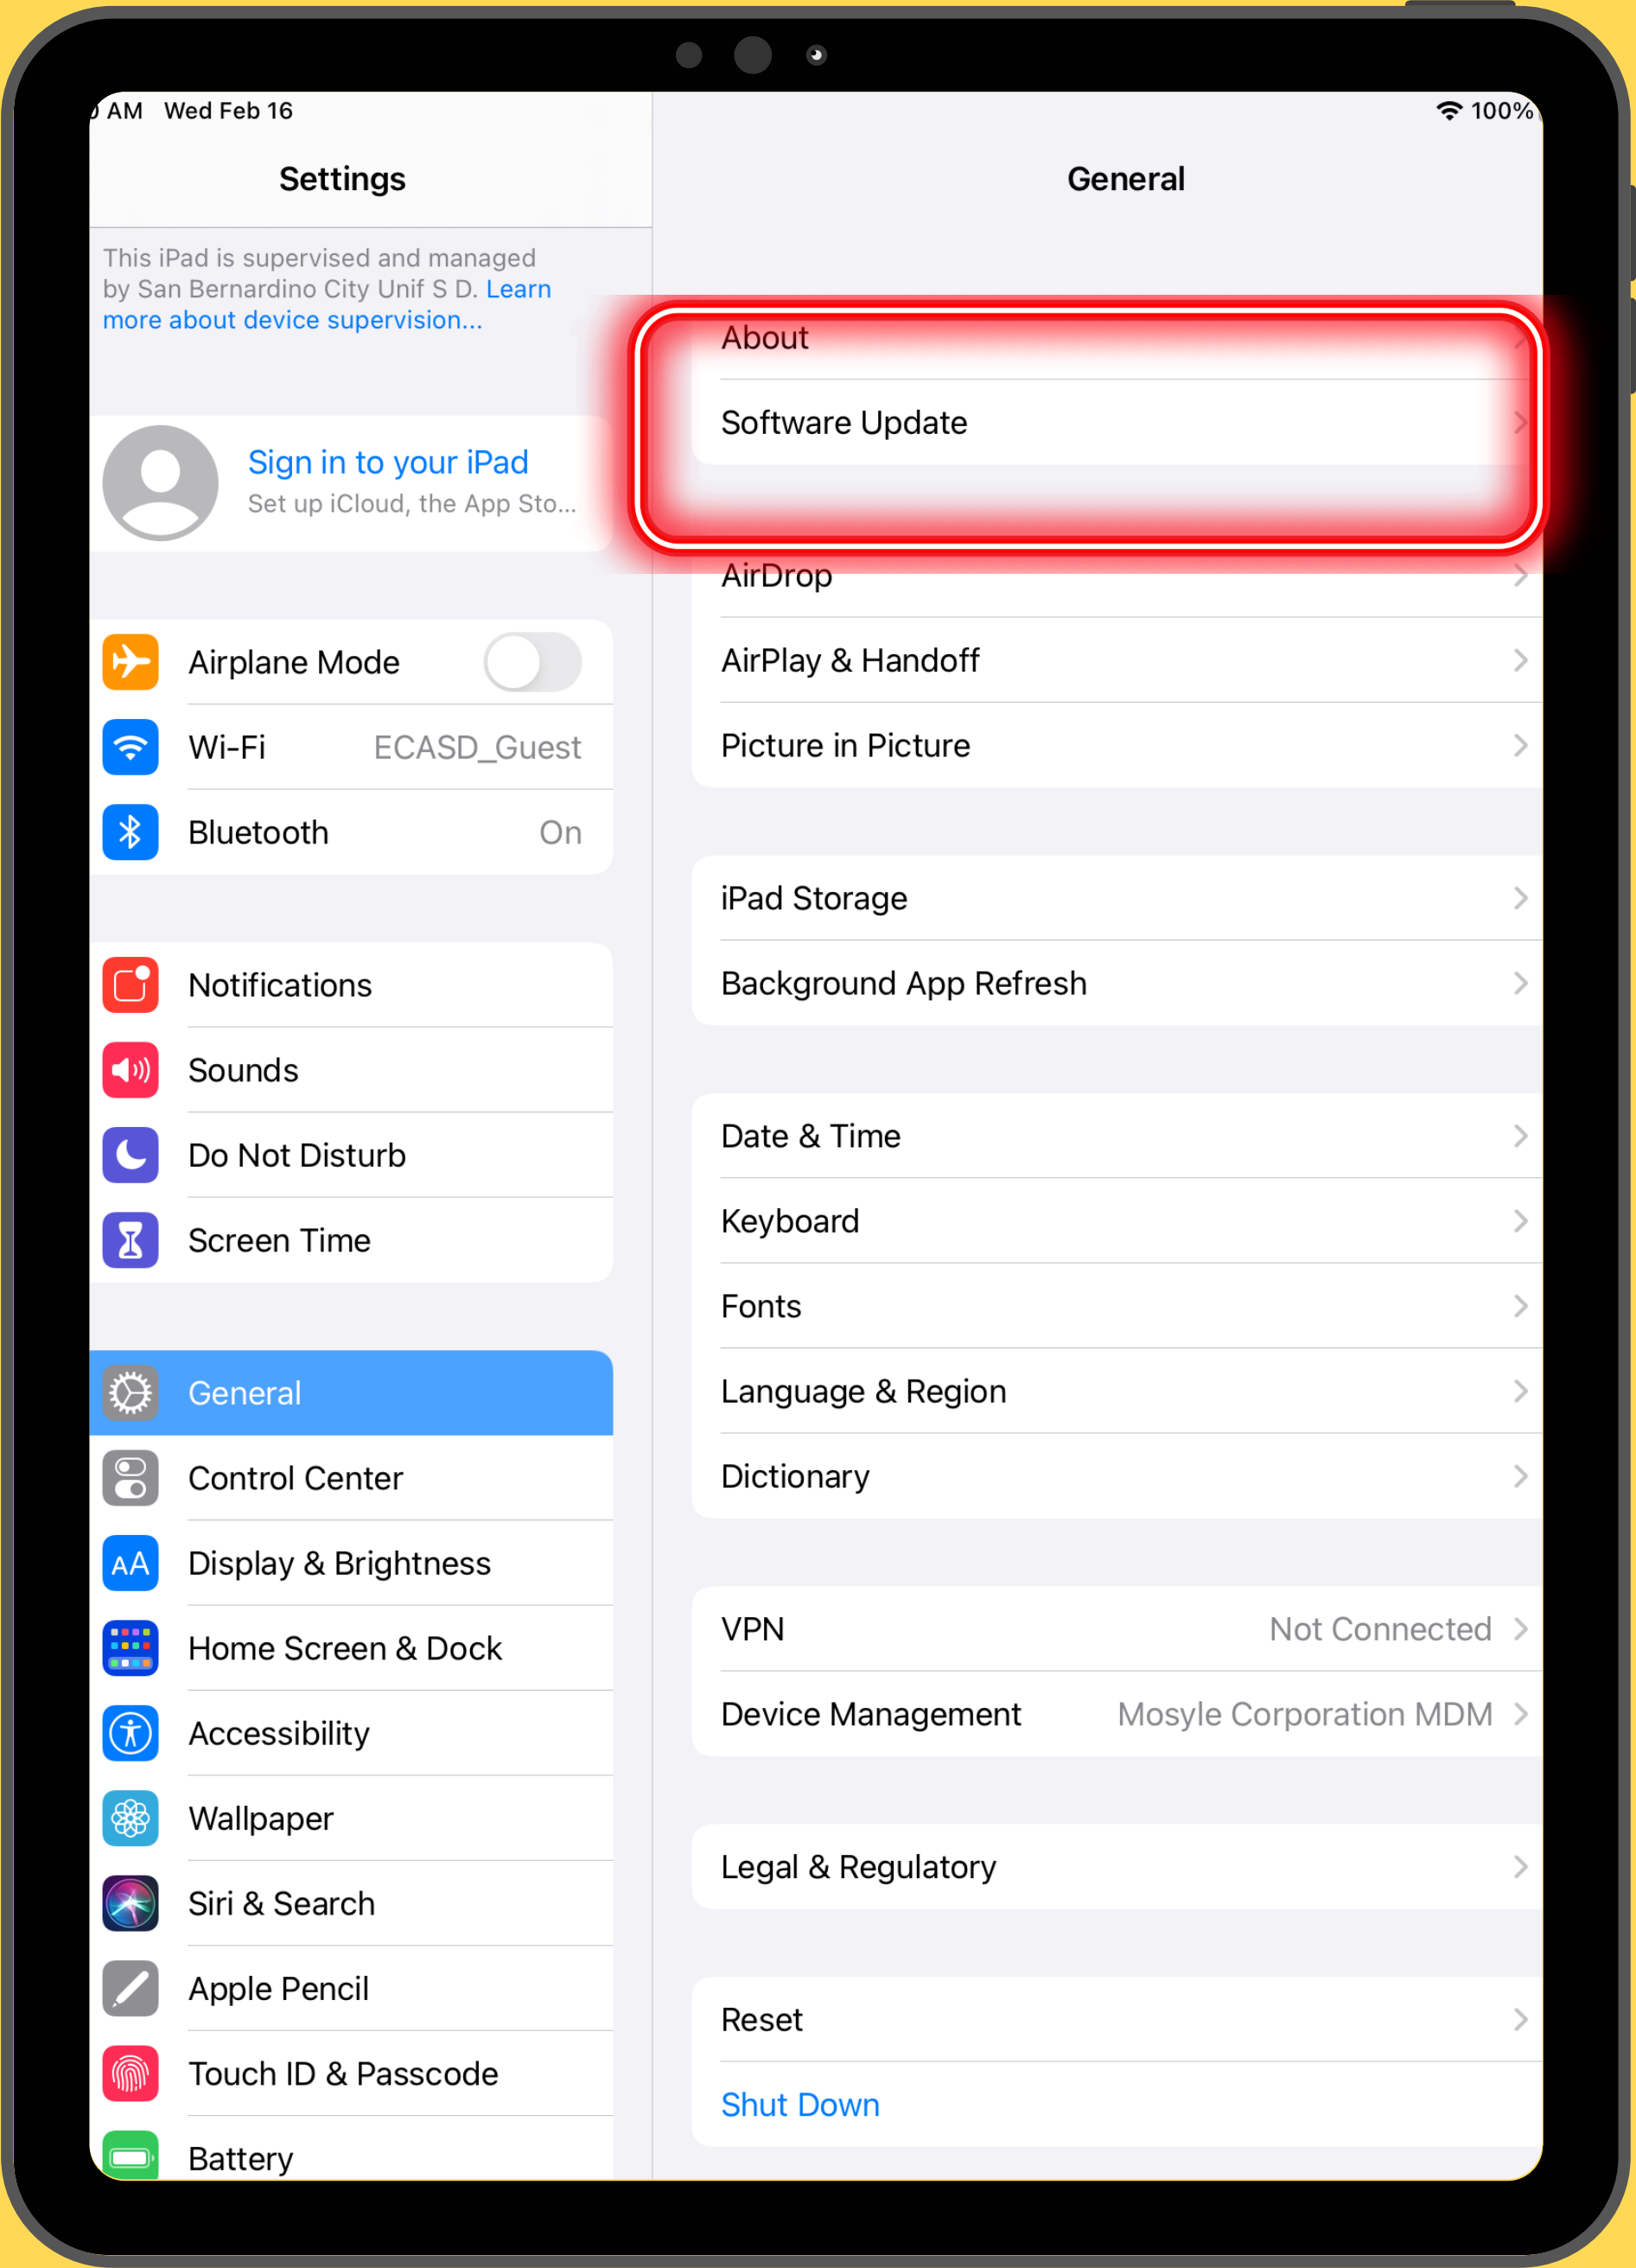 AM Wed Feb 16
100%
Settings
This iPad is supervised and managed
by San Bernardino City Unif S D. Learn
more about device supervision...
Sign in to your iPad
Set up iCloud, the App Sto...
Airplane Mode
Wi-Fi ECASD_Guest
Bluetooth On
Notifications
Sounds
Do Not Disturb
Screen Time
General
Control Center
AA Display & Brightness
Home Screen & Dock
Accessibility
Wallpaper
Siri & Search
Apple Pencil
Touch ID & Passcode
Battery
General
About
Software Update
AirDrop
AirPlay & Handoff
Picture in Picture
iPad Storage
Background App Refresh
Date & Time
Keyboard
Fonts
Language & Region
Dictionary
VPN Not Connected
Device Management Mosyle Corporation MDM
Legal & Regulatory
Reset
Shut Down